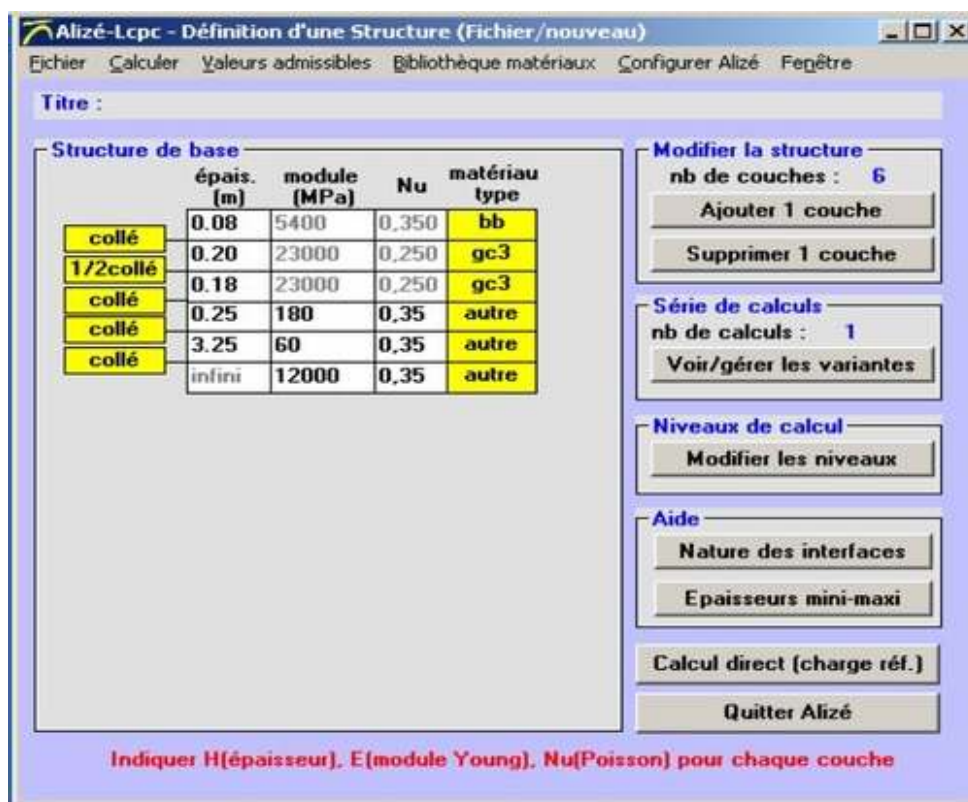 Alizé-Lcpc - Définition d'une Structure (Fichier/nouveau)
Fichier Calculer Valeurs admissibles Bibliothèque matériaux Configurer Alizé Fenêtre
Titre :
Structure de base
épais. (m) module (MPa) Nu matériau type
0.08 5400 0,350 bb
collé
0.20 23000 0,250 gc3
1/2collé
0.18 23000 0,250 gc3
collé
0.25 180 0,35 autre
collé
3.25 60 0,35 autre
collé
infini 12000 0,35 autre
Modifier la structure
nb de couches : 6
Ajouter 1 couche
Supprimer 1 couche
Série de calculs
nb de calculs : 1
Voir/gérer les variantes
Niveaux de calcul
Modifier les niveaux
Aide
Nature des interfaces
Epaisseurs mini-maxi
Calcul direct (charge réf.)
Quitter Alizé
Indiquer H(épaisseur), E(module Young), Nu(Poisson) pour chaque couche